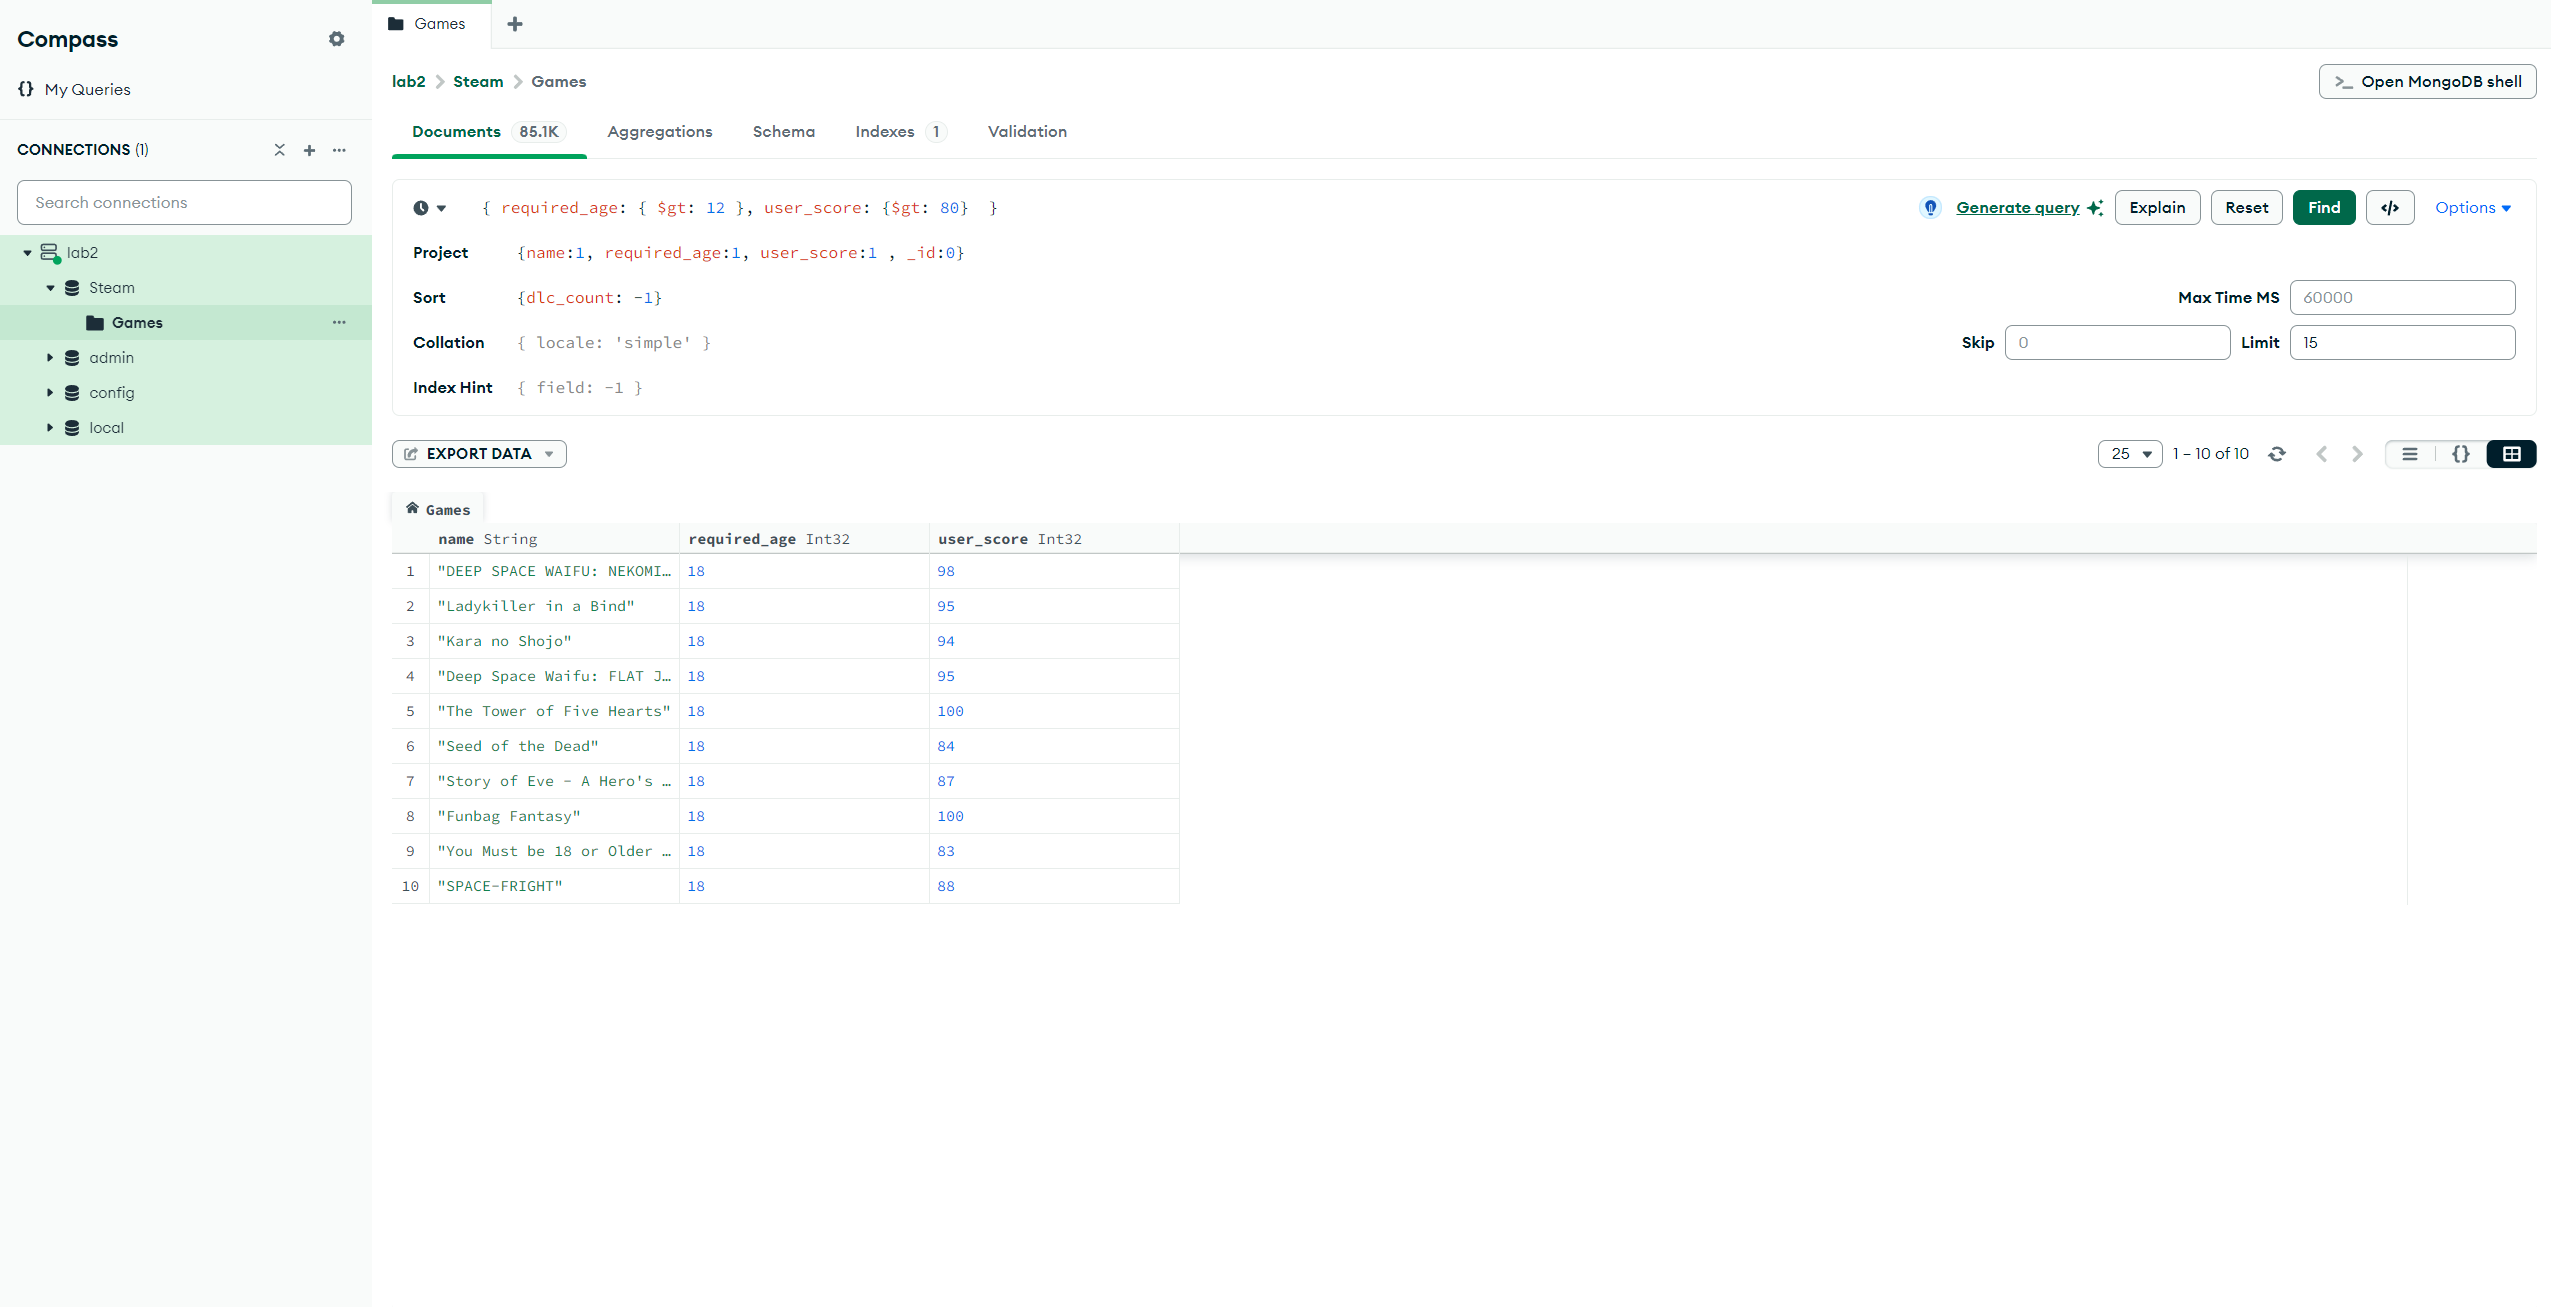 Compass
My Queries
CONNECTIONS (1)
Search connections
lab2
Steam
Games
admin
config
local
Games
lab2 > Steam > Games
>_ Open MongoDB shell
Documents 85.1K Aggregations Schema Indexes 1 Validation
{ required_age: { $gt: 12 }, user_score: {$gt: 80}  }
Generate query Explain Reset Find </> Options
Project {name:1, required_age:1, user_score:1 , _id:0}
Sort {dlc_count: -1}
Max Time MS 60000
Collation { locale: 'simple' }
Skip 0 Limit 15
Index Hint { field: -1 }
EXPORT DATA
25 1 – 10 of 10
Games
name String required_age Int32 user_score Int32
1 "DEEP SPACE WAIFU: NEKOMI… 18 98
2 "Ladykiller in a Bind" 18 95
3 "Kara no Shojo" 18 94
4 "Deep Space Waifu: FLAT J… 18 95
5 "The Tower of Five Hearts" 18 100
6 "Seed of the Dead" 18 84
7 "Story of Eve - A Hero's … 18 87
8 "Funbag Fantasy" 18 100
9 "You Must be 18 or Older … 18 83
10 "SPACE-FRIGHT" 18 88